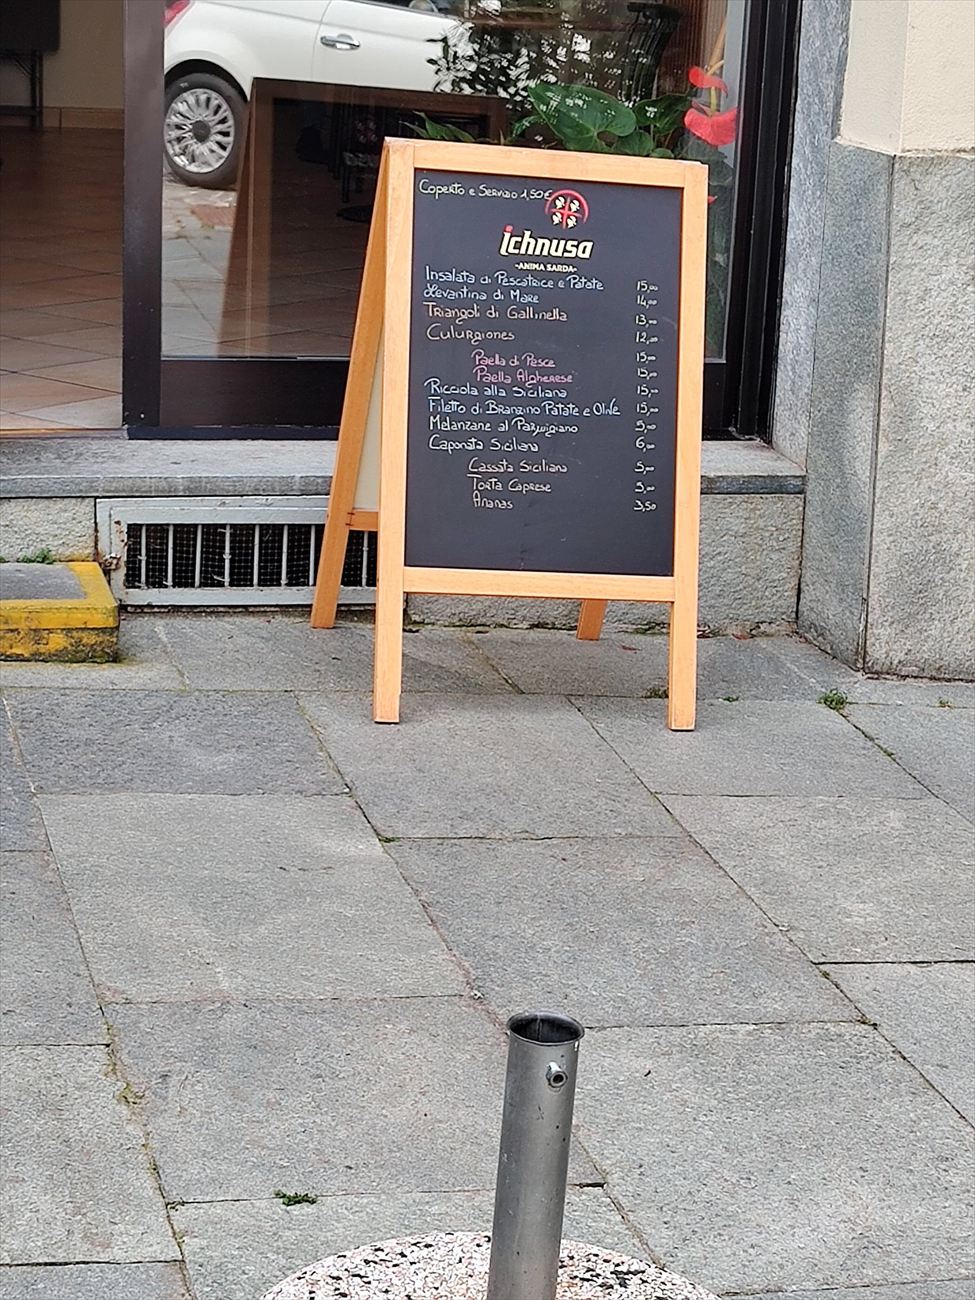 Coperto e Servizio 1,50€
ichnusa
-ANIMA SARDA-
Insalata di Pescatrice e Patate 15,00
Levantina di Mare 14,00
Triangoli di Gallinella 13,00
Culurgiones 12,00
Paella di Pesce 15,00
Paella Algherese 15,00
Ricciola alla Siciliana 15,00
Filetto di Branzino Patate e Olive 15,00
Melanzane al Parmigiano 5,00
Caponata Siciliana 6,00
Cassata Siciliana 5,00
Torta Caprese 5,00
Ananas 3,50